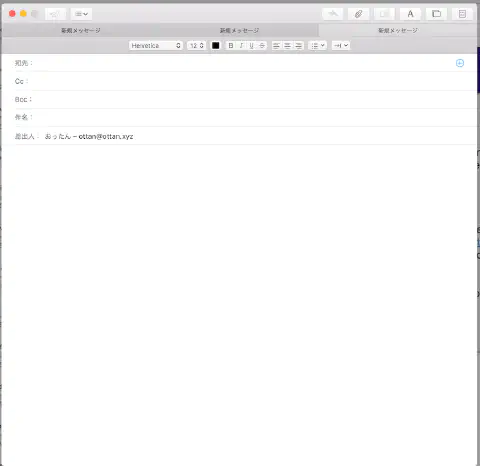 新規メッセージ 新規メッセージ 新規メッセージ
Helvetica 12 B I U S
宛先：
Cc：
Bcc：
件名：
差出人： おったん – ottan@ottan.xyz